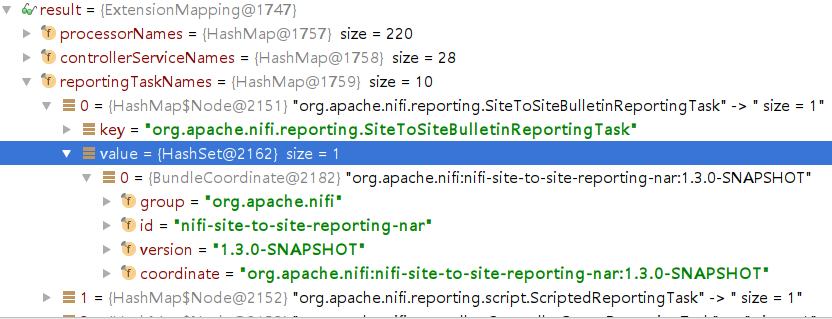 result = {ExtensionMapping@1747}
processorNames = {HashMap@1757} size = 220
controllerServiceNames = {HashMap@1758} size = 28
reportingTaskNames = {HashMap@1759} size = 10
0 = {HashMap$Node@2151} "org.apache.nifi.reporting.SiteToSiteBulletinReportingTask" -> " size = 1"
key = "org.apache.nifi.reporting.SiteToSiteBulletinReportingTask"
value = {HashSet@2162} size = 1
0 = {BundleCoordinate@2182} "org.apache.nifi:nifi-site-to-site-reporting-nar:1.3.0-SNAPSHOT"
group = "org.apache.nifi"
id = "nifi-site-to-site-reporting-nar"
version = "1.3.0-SNAPSHOT"
coordinate = "org.apache.nifi:nifi-site-to-site-reporting-nar:1.3.0-SNAPSHOT"
1 = {HashMap$Node@2152} "org.apache.nifi.reporting.script.ScriptedReportingTask" -> " size = 1"